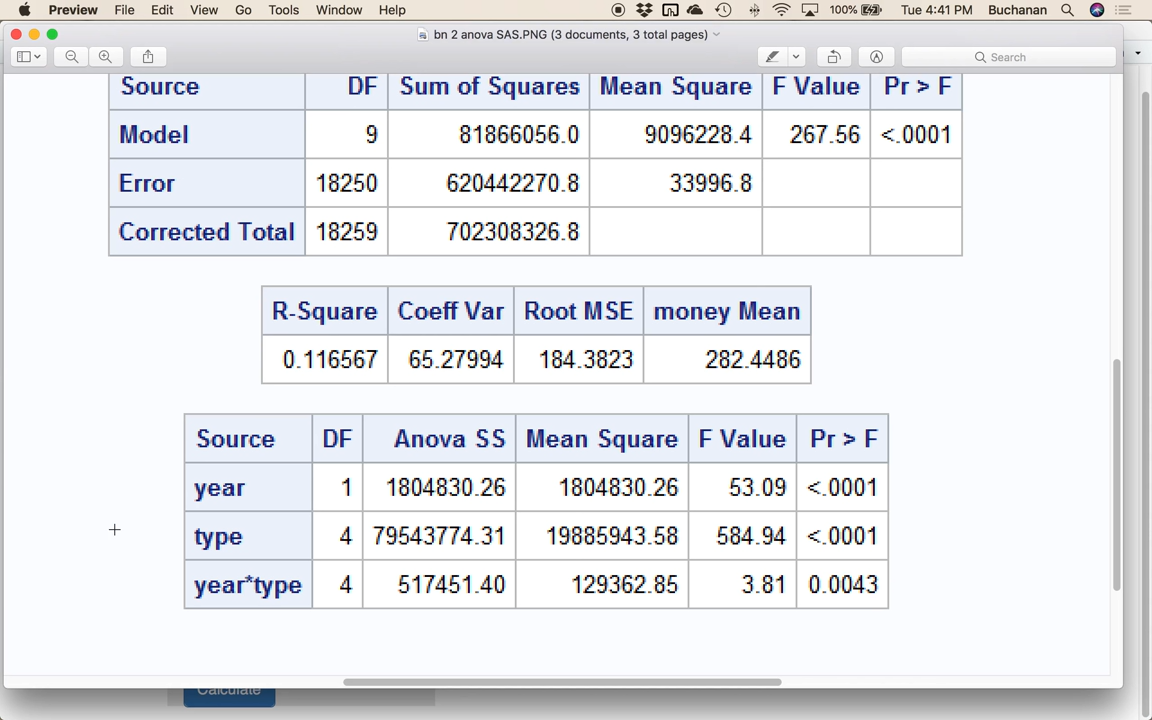 Preview File Edit View Go Tools Window Help 100% Tue 4:41 PM Buchanan
bn 2 anova SAS.PNG (3 documents, 3 total pages)
Search
Source DF Sum of Squares Mean Square F Value Pr > F
Model 9 81866056.0 9096228.4 267.56 <.0001
Error 18250 620442270.8 33996.8
Corrected Total 18259 702308326.8
R-Square Coeff Var Root MSE money Mean
0.116567 65.27994 184.3823 282.4486
Source DF Anova SS Mean Square F Value Pr > F
year 1 1804830.26 1804830.26 53.09 <.0001
type 4 79543774.31 19885943.58 584.94 <.0001
year*type 4 517451.40 129362.85 3.81 0.0043
Calculate